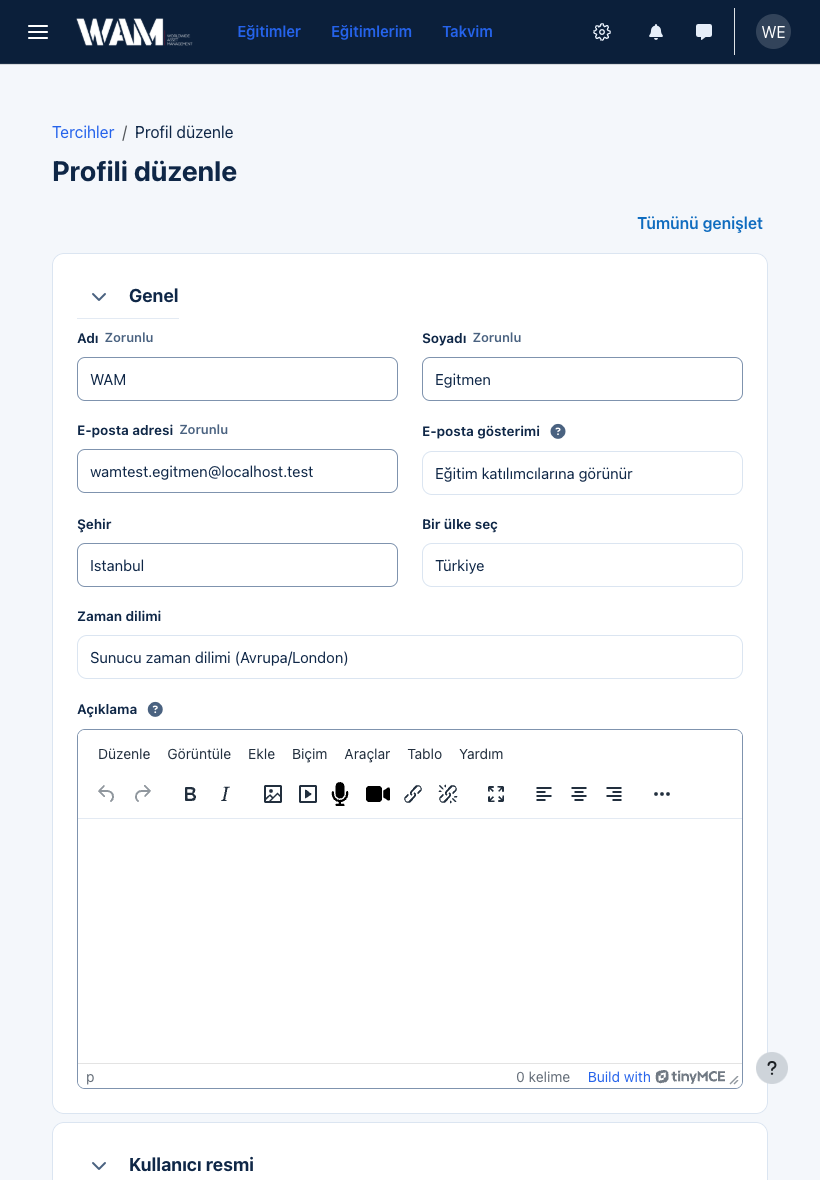 WAM WORLDWIDE ASSET MANAGEMENT
Eğitimler Eğitimlerim Takvim WE
Tercihler / Profil düzenle
Profili düzenle
Tümünü genişlet
Genel
Adı Zorunlu Soyadı Zorunlu
WAM Egitmen
E-posta adresi Zorunlu E-posta gösterimi ?
wamtest.egitmen@localhost.test Eğitim katılımcılarına görünür
Şehir Bir ülke seç
Istanbul Türkiye
Zaman dilimi
Sunucu zaman dilimi (Avrupa/London)
Açıklama ?
Düzenle Görüntüle Ekle Biçim Araçlar Tablo Yardım
B I
p 0 kelime Build with tinyMCE
?
Kullanıcı resmi